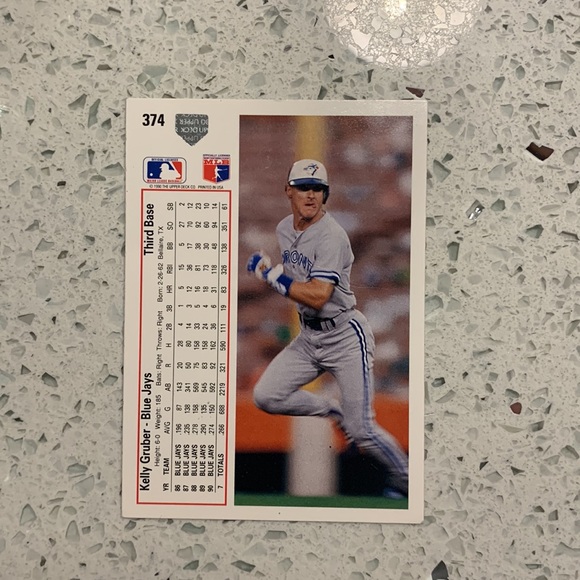 374
UPPER DECK
© 1990 THE UPPER DECK CO. PRINTED IN USA
MLB
Kelly Gruber - Blue Jays Third Base
Height: 6-0 Weight: 185 Bats: Right Throws: Right Born: 2-26-62 Bellaire, TX
YR TEAM AVG G AB R H 2B 3B HR RBI BB SO SB
86 BLUE JAYS .196 87 143 20 28 4 1 5 15 5 27 2
87 BLUE JAYS .235 138 341 50 80 14 3 12 36 17 70 12
88 BLUE JAYS .278 158 569 75 158 33 5 16 81 38 92 23
89 BLUE JAYS .290 135 545 83 158 24 4 18 73 30 60 10
90 BLUE JAYS .274 150 592 92 162 36 6 31 118 48 94 14
7 TOTALS .266 688 2219 321 590 111 19 83 328 138 351 61